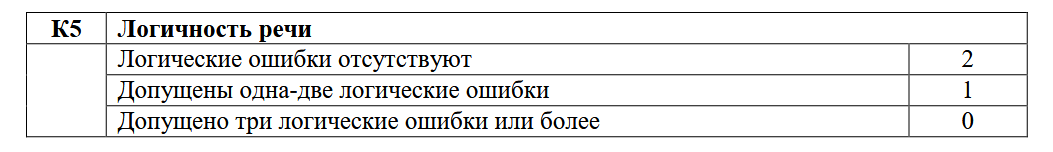 К5 Логичность речи
Логические ошибки отсутствуют 2
Допущены одна-две логические ошибки 1
Допущено три логические ошибки или более 0